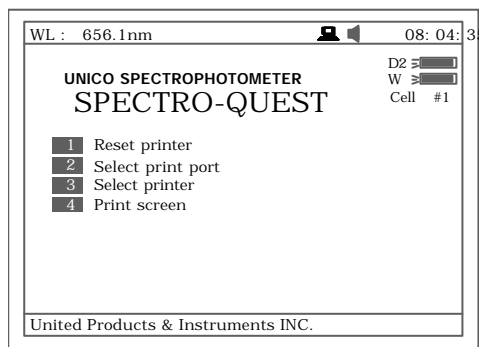 WL : 656.1nm 08: 04: 35
D2
UNICO SPECTROPHOTOMETER
W
SPECTRO-QUEST
Cell #1
1 Reset printer
2 Select print port
3 Select printer
4 Print screen
United Products & Instruments INC.